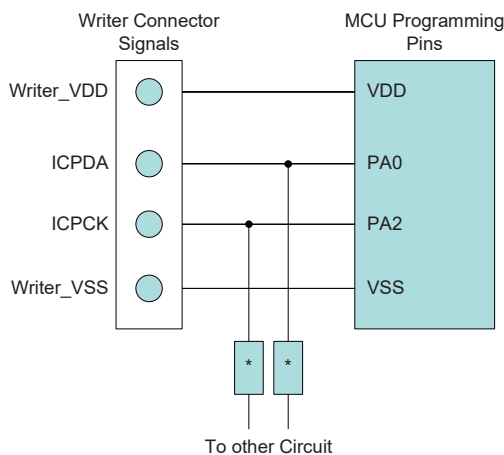 Writer Connector
Signals
MCU Programming
Pins
Writer_VDD
VDD
ICPDA
PA0
ICPCK
PA2
Writer_VSS
VSS
* *
To other Circuit